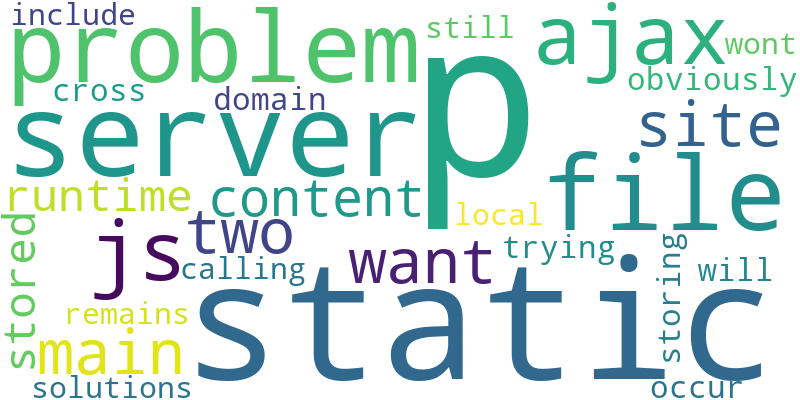 include
problem
still
ajax
wont
cross
domain
obviously
server
p
site
file
runtime
content
local
stored
js
two
want
trying
calling
storing
will
static
remains
main
solutions
occur